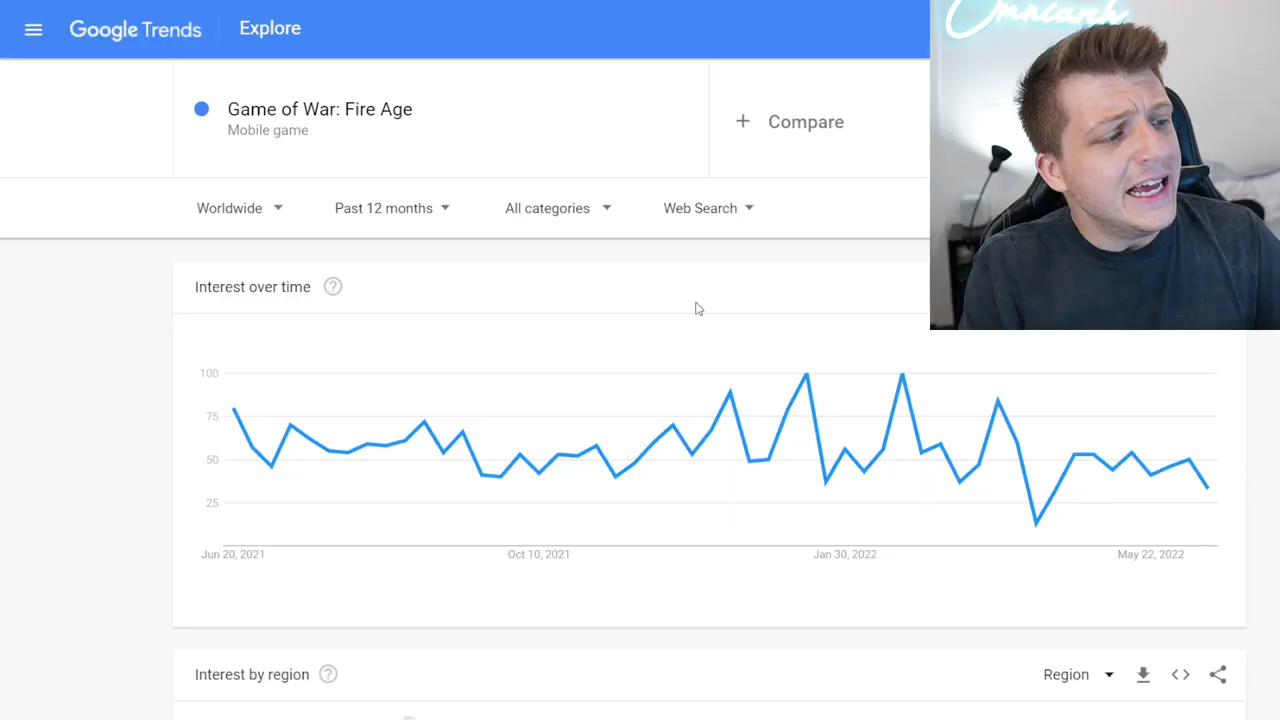 Google Trends
Explore
Omniarch
Game of War: Fire Age
Mobile game
+ Compare
Worldwide
Past 12 months
All categories
Web Search
Interest over time
100
75
50
25
Jun 20, 2021
Oct 10, 2021
Jan 30, 2022
May 22, 2022
Interest by region
Region